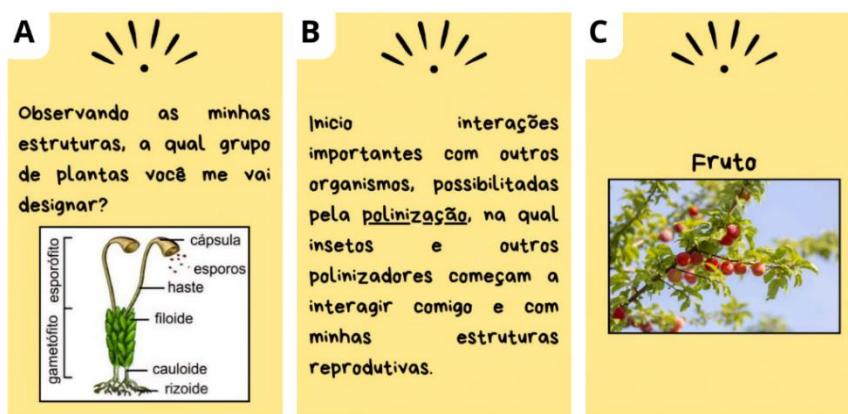 A
Observando as minhas
estruturas, a qual grupo
de plantas você me vai
designar?
esporófito
gametófito
cápsula
esporos
haste
filoide
cauloide
rizoide
B
Inicio interações
importantes com outros
organismos, possibilitadas
pela polinização, na qual
insetos e outros
polinizadores começam a
interagir comigo e com
minhas estruturas
reprodutivas.
C
Fruto